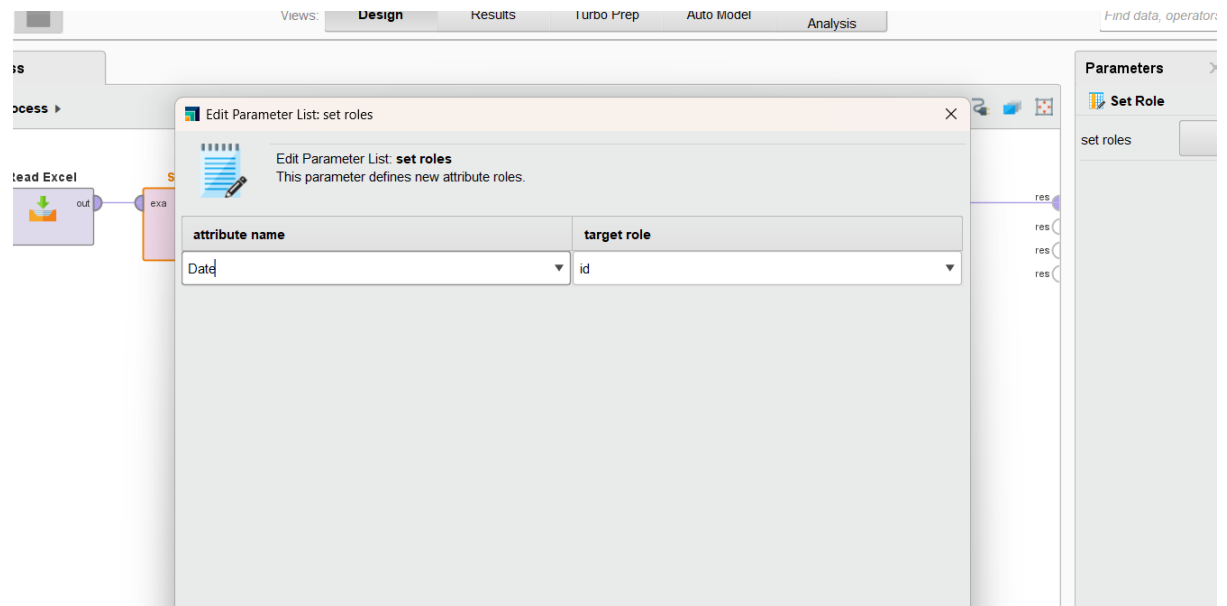 Views: Design Results Turbo Prep Auto Model Analysis
Find data, operators
ss
Parameters
ocess
Edit Parameter List: set roles
Set Role
Edit Parameter List: set roles
This parameter defines new attribute roles.
set roles
Read Excel
S
out
exa
res
res
res
res
attribute name target role
Date id